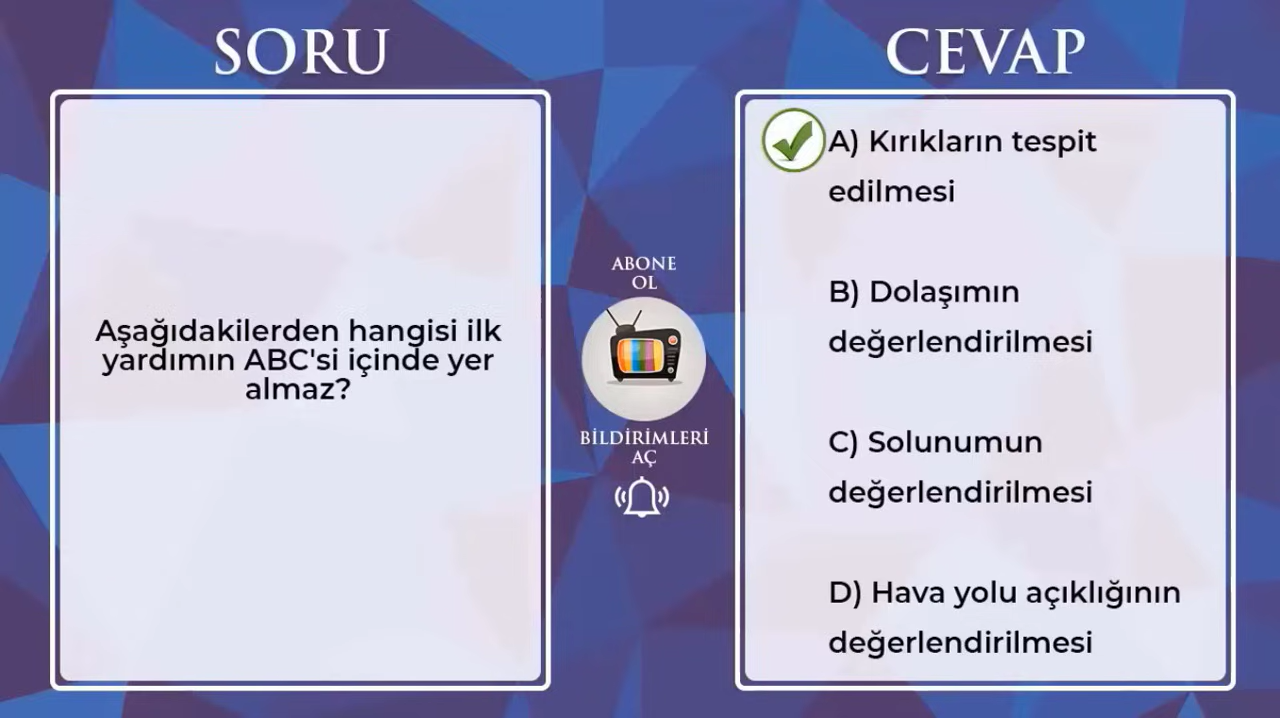 SORU
Aşağıdakilerden hangisi ilk
yardımın ABC'si içinde yer
almaz?
ABONE
OL
BİLDİRİMLERİ
AÇ
CEVAP
A) Kırıkların tespit
edilmesi
B) Dolaşımın
değerlendirilmesi
C) Solunumun
değerlendirilmesi
D) Hava yolu açıklığının
değerlendirilmesi